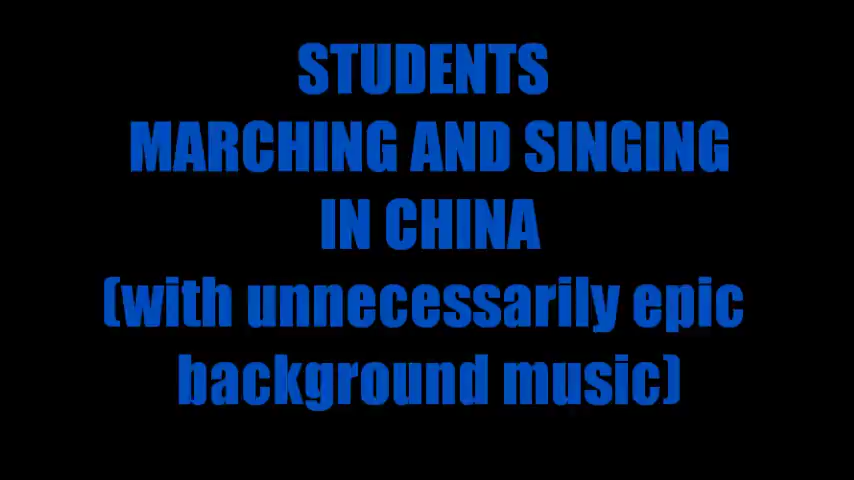 STUDENTS
MARCHING AND SINGING
IN CHINA
(with unnecessarily epic
background music)